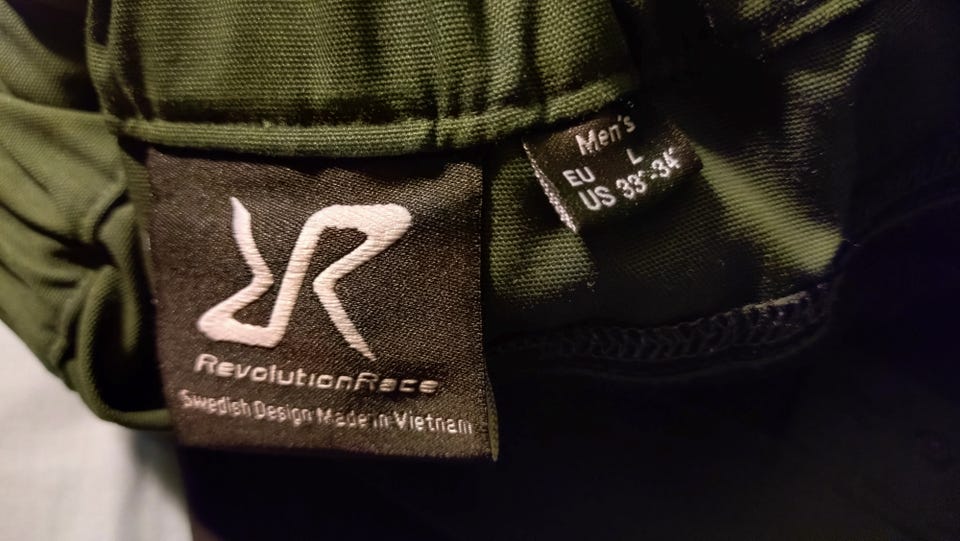 RevolutionRace
Swedish Design Made in Vietnam
Men's
EU L
US 33"-34"